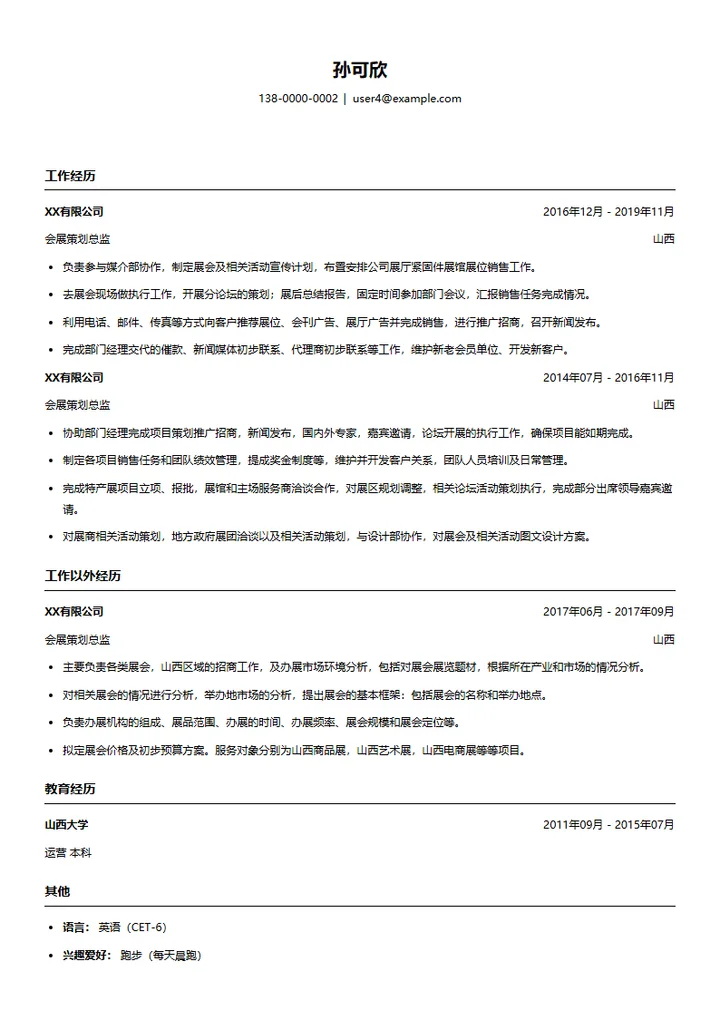 孙可欣
138-0000-0002 | user4@example.com
工作经历
XX有限公司 2016年12月 - 2019年11月
会展策划总监 山西
• 负责参与媒介部协作，制定展会及相关活动宣传计划，布置安排公司展厅紧固件展馆展位销售工作。
• 去展会现场做执行工作，开展分论坛的策划；展后总结报告，固定时间参加部门会议，汇报销售任务完成情况。
• 利用电话、邮件、传真等方式向客户推荐展位、会刊广告、展厅广告并完成销售，进行推广招商，召开新闻发布。
• 完成部门经理交代的催款、新闻媒体初步联系、代理商初步联系等工作，维护新老会员单位、开发新客户。
XX有限公司 2014年07月 - 2016年11月
会展策划总监 山西
• 协助部门经理完成项目策划推广招商，新闻发布，国内外专家，嘉宾邀请，论坛开展的执行工作，确保项目能如期完成。
• 制定各项目销售任务和团队绩效管理，提成奖金制度等，维护并开发客户关系，团队人员培训及日常管理。
• 完成特产展项目立项、报批，展馆和主场服务商洽谈合作，对展区规划调整，相关论坛活动策划执行，完成部分出席领导嘉宾邀
请。
• 对展商相关活动策划，地方政府展团洽谈以及相关活动策划，与设计部协作，对展会及相关活动图文设计方案。
工作以外经历
XX有限公司 2017年06月 - 2017年09月
会展策划总监 山西
• 主要负责各类展会，山西区域的招商工作，及办展市场环境分析，包括对展会展览题材，根据所在产业和市场的情况分析。
• 对相关展会的情况进行分析，举办地市场的分析，提出展会的基本框架：包括展会的名称和举办地点。
• 负责办展机构的组成、展品范围、办展的时间、办展频率、展会规模和展会定位等。
• 拟定展会价格及初步预算方案。服务对象分别为山西商品展，山西艺术展，山西电商展等等项目。
教育经历
山西大学 2011年09月 - 2015年07月
运营 本科
其他
• 语言： 英语（CET-6）
• 兴趣爱好： 跑步（每天晨跑）